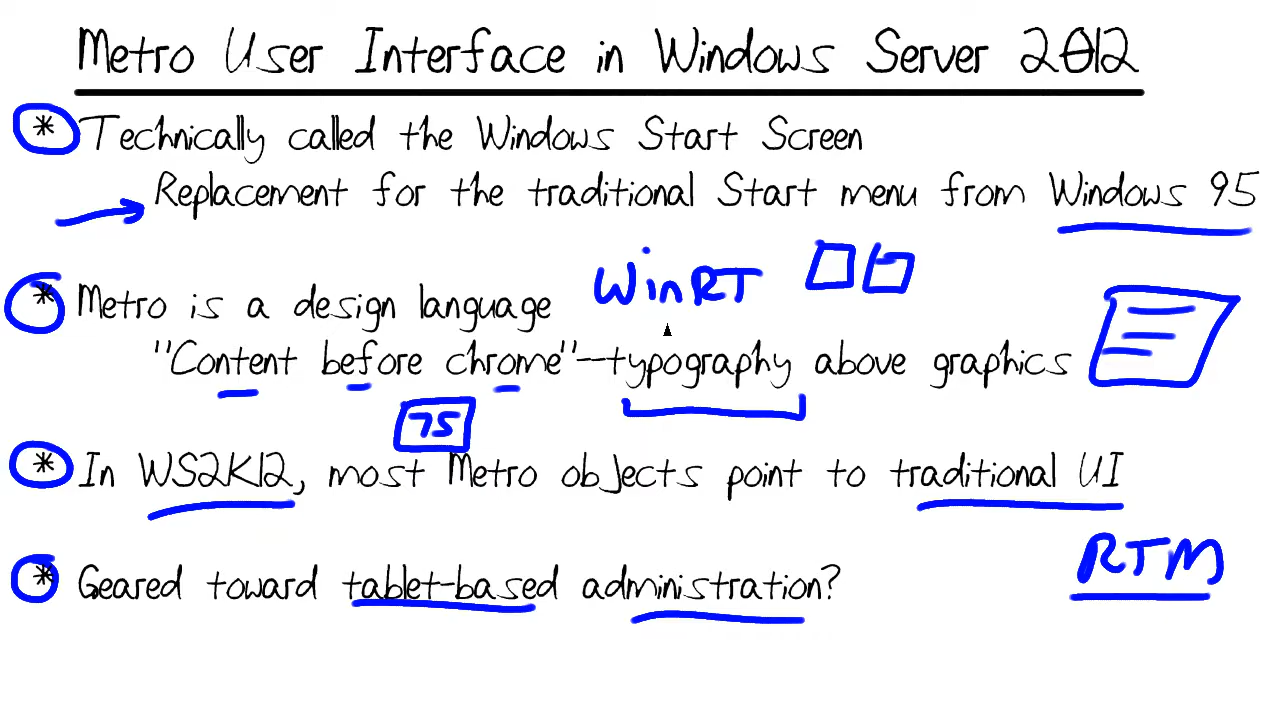 Metro User Interface in Windows Server 2012
* Technically called the Windows Start Screen
Replacement for the traditional Start menu from Windows 95
WinRT
* Metro is a design language
"Content before chrome"--typography above graphics
75
* In WS2K12, most Metro objects point to traditional UI
RTM
* Geared toward tablet-based administration?